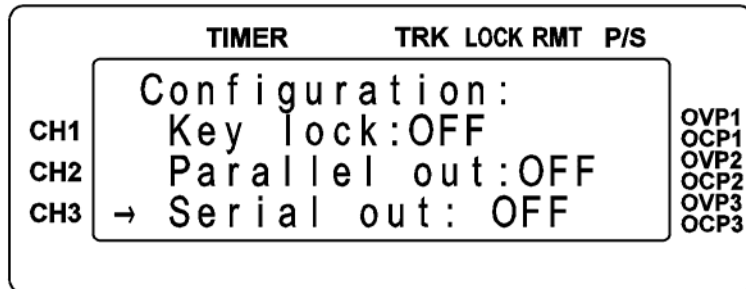 TIMER TRK LOCK RMT P/S
Configuration:
CH1 Key lock:OFF OVP1
OCP1
CH2 Parallel out:OFF OVP2
OCP2
CH3 → Serial out: OFF OVP3
OCP3